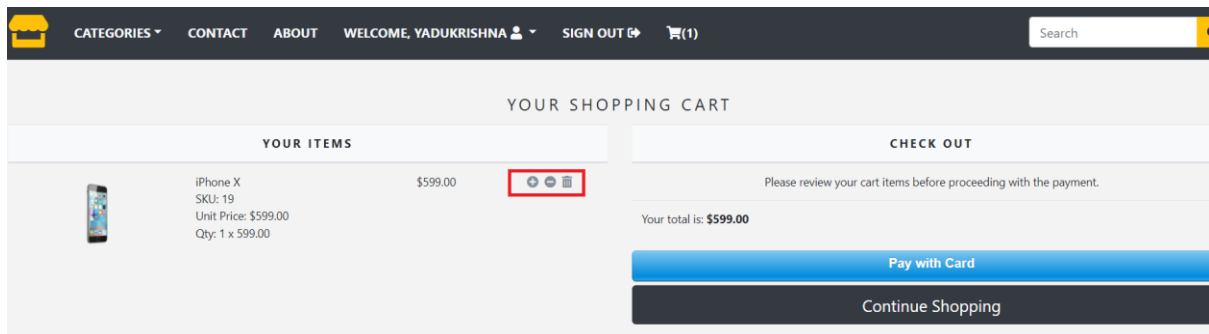 CATEGORIES CONTACT ABOUT WELCOME, YADUKRISHNA SIGN OUT (1) Search
YOUR SHOPPING CART
YOUR ITEMS
iPhone X $599.00
SKU: 19
Unit Price: $599.00
Qty: 1 x 599.00
CHECK OUT
Please review your cart items before proceeding with the payment.
Your total is: $599.00
Pay with Card
Continue Shopping